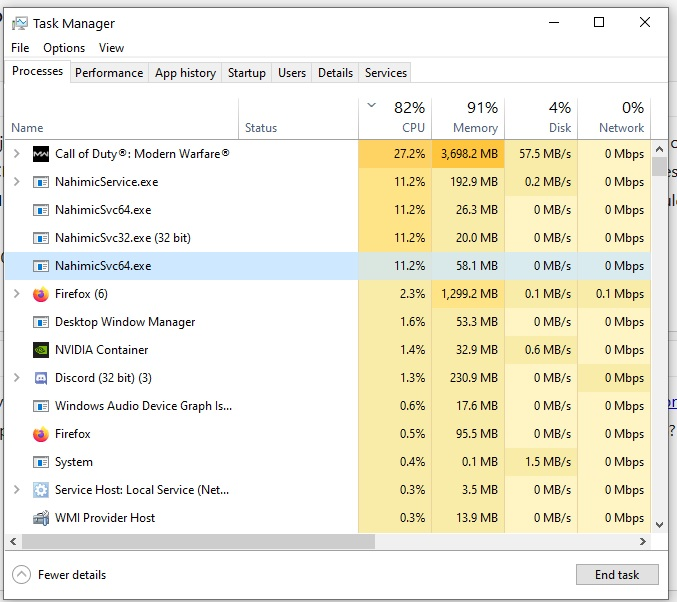 Task Manager
File Options View
Processes Performance App history Startup Users Details Services
82% 91% 4% 0%
Name Status CPU Memory Disk Network
Call of Duty®: Modern Warfare® 27.2% 3,698.2 MB 57.5 MB/s 0 Mbps
NahimicService.exe 11.2% 192.9 MB 0.2 MB/s 0 Mbps
NahimicSvc64.exe 11.2% 26.3 MB 0 MB/s 0 Mbps
NahimicSvc32.exe (32 bit) 11.2% 20.0 MB 0 MB/s 0 Mbps
NahimicSvc64.exe 11.2% 58.1 MB 0 MB/s 0 Mbps
Firefox (6) 2.3% 1,299.2 MB 0.1 MB/s 0.1 Mbps
Desktop Window Manager 1.6% 53.3 MB 0 MB/s 0 Mbps
NVIDIA Container 1.4% 32.9 MB 0.6 MB/s 0 Mbps
Discord (32 bit) (3) 1.3% 230.9 MB 0 MB/s 0 Mbps
Windows Audio Device Graph Is... 0.6% 17.6 MB 0 MB/s 0 Mbps
Firefox 0.5% 95.5 MB 0 MB/s 0 Mbps
System 0.4% 0.1 MB 1.5 MB/s 0 Mbps
Service Host: Local Service (Net... 0.3% 3.5 MB 0 MB/s 0 Mbps
WMI Provider Host 0.3% 13.9 MB 0 MB/s 0 Mbps
Fewer details End task